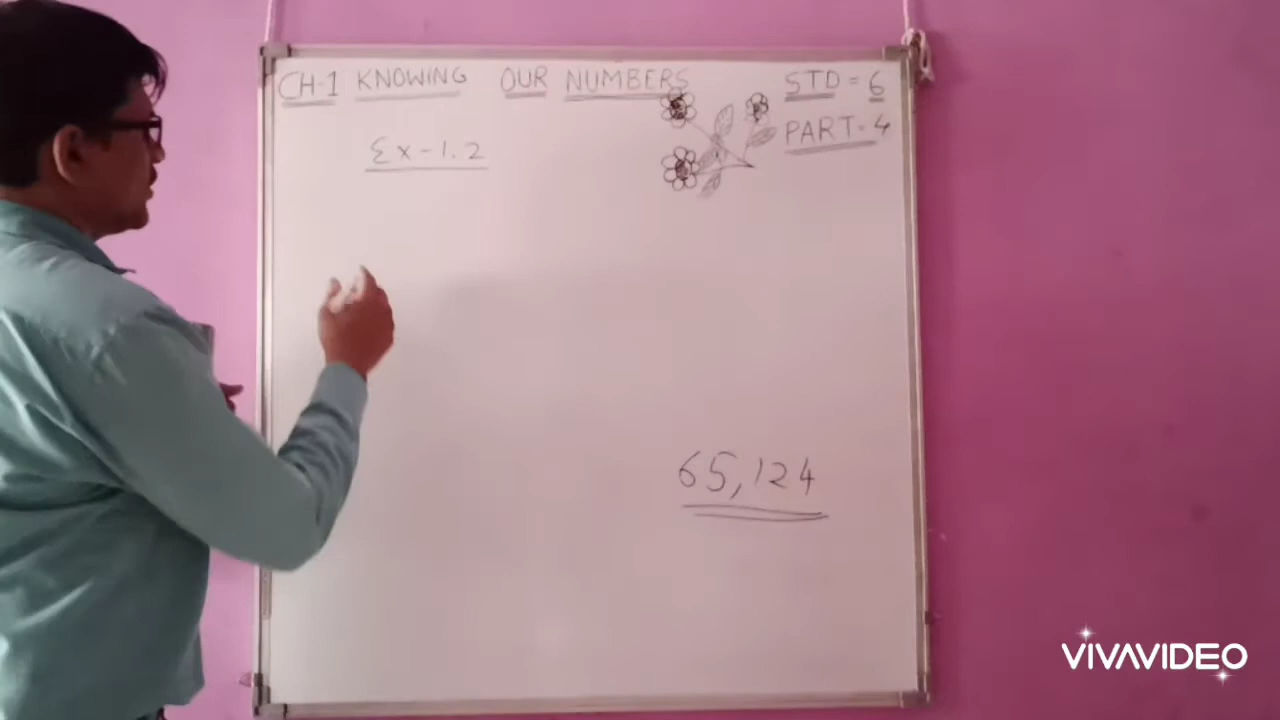 CH-1 KNOWING OUR NUMBERS STD = 6
PART-4
Ex-1.2
65,124
VIVAVIDEO